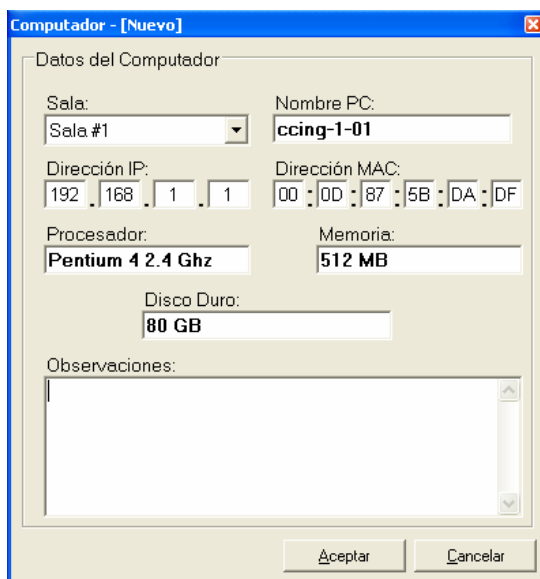 Computador - [Nuevo]
Datos del Computador
Sala: Nombre PC:
Sala #1 ccing-1-01
Dirección IP: Dirección MAC:
192 . 168 . 1 . 1 00 : 0D : 87 : 5B : DA : DF
Procesador: Memoria:
Pentium 4 2.4 Ghz 512 MB
Disco Duro:
80 GB
Observaciones:
Aceptar Cancelar